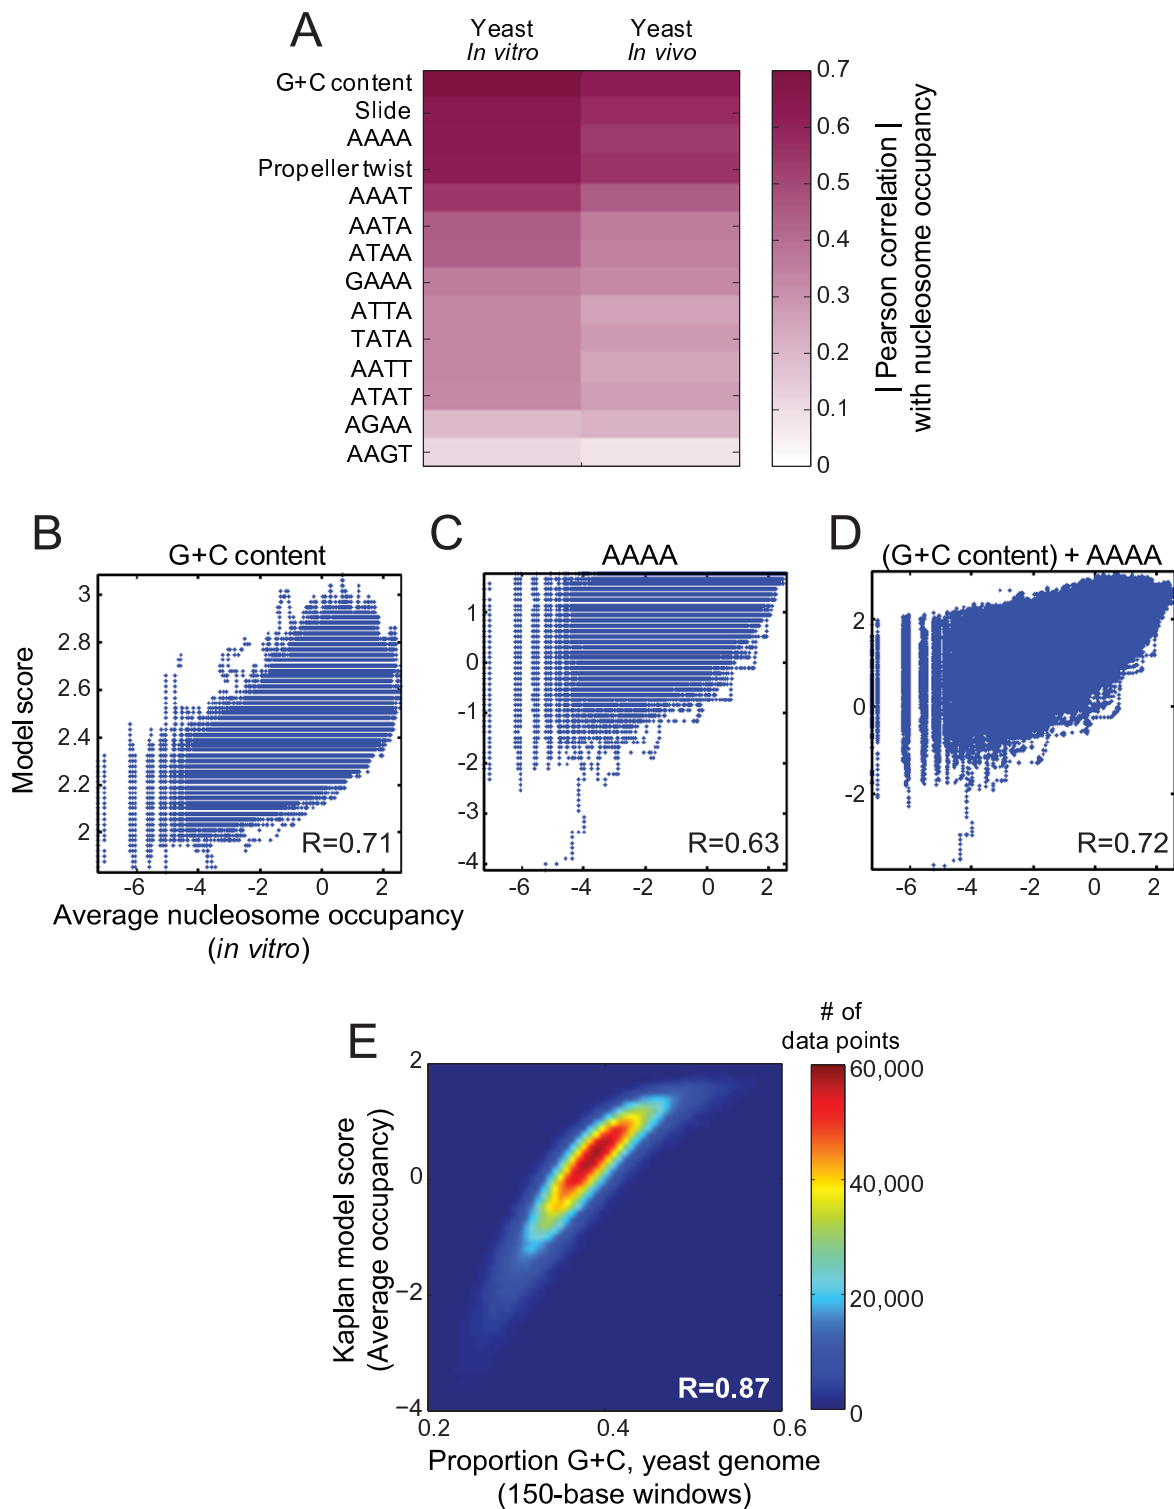 A
Yeast
In vitro
Yeast
In vivo
G+C content
Slide
AAAA
Propeller twist
AAAT
AATA
ATAA
GAAA
ATTA
TATA
AATT
ATAT
AGAA
AAGT
0.7
0.6
0.5
0.4
0.3
0.2
0.1
0
| Pearson correlation |
with nucleosome occupancy
B
G+C content
Model score
3
2.8
2.6
2.4
2.2
2
R=0.71
-6 -4 -2 0 2
Average nucleosome occupancy
(in vitro)
C
AAAA
1
0
-1
-2
-3
-4
R=0.63
-6 -4 -2 0 2
D
(G+C content) + AAAA
2
0
-2
R=0.72
-6 -4 -2 0 2
E
Kaplan model score
(Average occupancy)
2
0
−2
−4
R=0.87
0.2 0.4 0.6
Proportion G+C, yeast genome
(150-base windows)
# of
data points
60,000
40,000
20,000
0